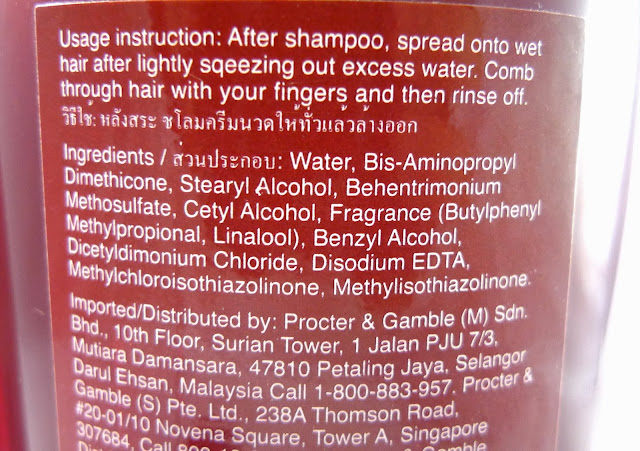 Usage instruction: After shampoo, spread onto wet
hair after lightly sqeezing out excess water. Comb
through hair with your fingers and then rinse off.
วิธีใช้: หลังสระ ชโลมครีมนวดให้ทั่วแล้วล้างออก
Ingredients / ส่วนประกอบ: Water, Bis-Aminopropyl
Dimethicone, Stearyl Alcohol, Behentrimonium
Methosulfate, Cetyl Alcohol, Fragrance (Butylphenyl
Methylpropional, Linalool), Benzyl Alcohol,
Dicetyldimonium Chloride, Disodium EDTA,
Methylchloroisothiazolinone, Methylisothiazolinone.
Imported/Distributed by: Procter & Gamble (M) Sdn.
Bhd., 10th Floor, Surian Tower, 1 Jalan PJU 7/3,
Mutiara Damansara, 47810 Petaling Jaya, Selangor
Darul Ehsan, Malaysia Call 1-800-883-957. Procter &
Gamble (S) Pte. Ltd., 238A Thomson Road,
#20-01/10 Novena Square, Tower A, Singapore
307684, Call 800 & Gamble